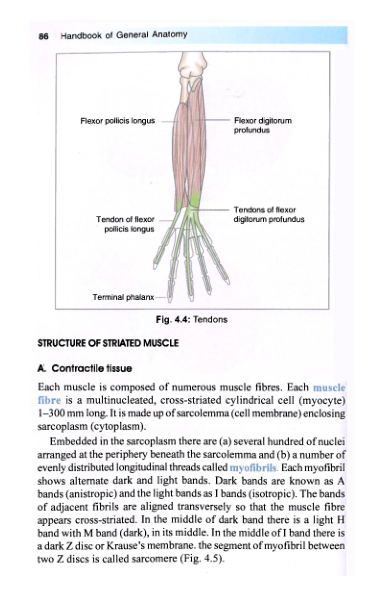 86 Handbook of General Anatomy
Flexor pollicis longus
Flexor digitorum
profundus
Tendon of flexor
pollicis longus
Tendons of flexor
digitorum profundus
Terminal phalanx
Fig. 4.4: Tendons
STRUCTURE OF STRIATED MUSCLE
A. Contractile tissue
Each muscle is composed of numerous muscle fibres. Each muscle
fibre is a multinucleated, cross-striated cylindrical cell (myocyte)
1–300 mm long. It is made up of sarcolemma (cell membrane) enclosing
sarcoplasm (cytoplasm).
Embedded in the sarcoplasm there are (a) several hundred of nuclei
arranged at the periphery beneath the sarcolemma and (b) a number of
evenly distributed longitudinal threads called myofibrils. Each myofibril
shows alternate dark and light bands. Dark bands are known as A
bands (anistropic) and the light bands as I bands (isotropic). The bands
of adjacent fibrils are aligned transversely so that the muscle fibre
appears cross-striated. In the middle of dark band there is a light H
band with M band (dark), in its middle. In the middle of I band there is
a dark Z disc or Krause's membrane. the segment of myofibril between
two Z discs is called sarcomere (Fig. 4.5).